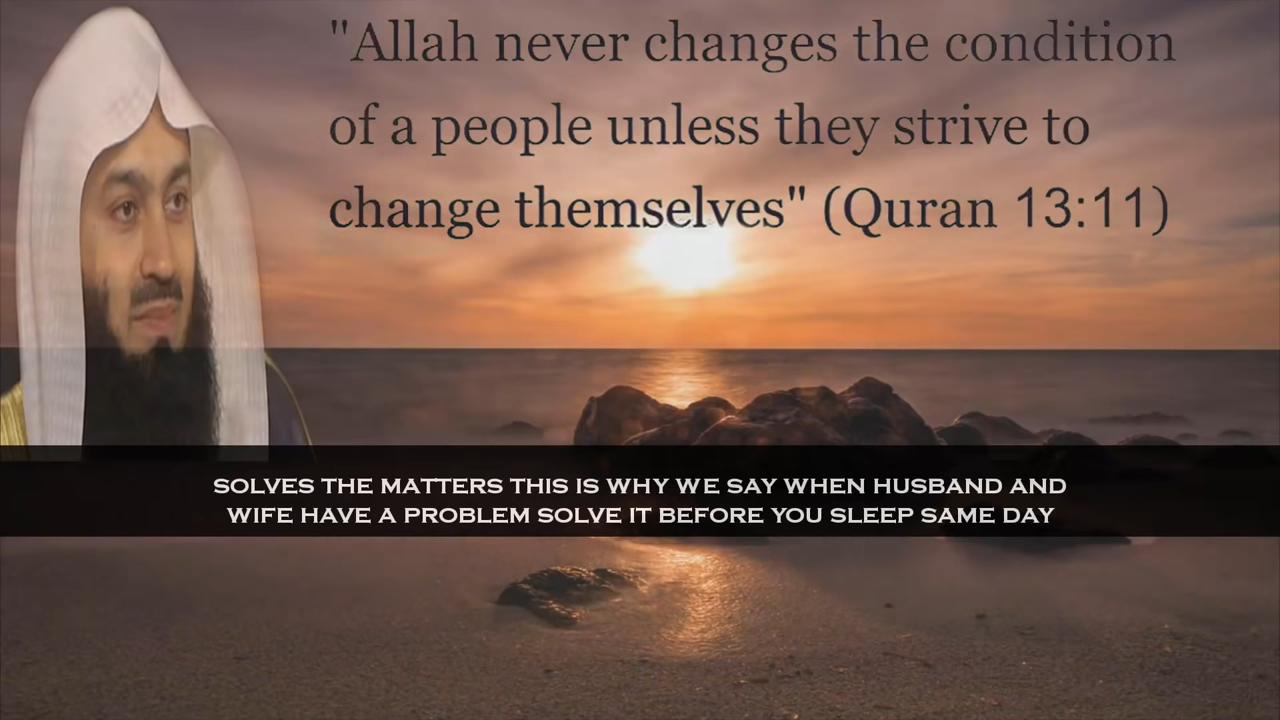 "Allah never changes the condition
of a people unless they strive to
change themselves" (Quran 13:11)
SOLVES THE MATTERS THIS IS WHY WE SAY WHEN HUSBAND AND
WIFE HAVE A PROBLEM SOLVE IT BEFORE YOU SLEEP SAME DAY